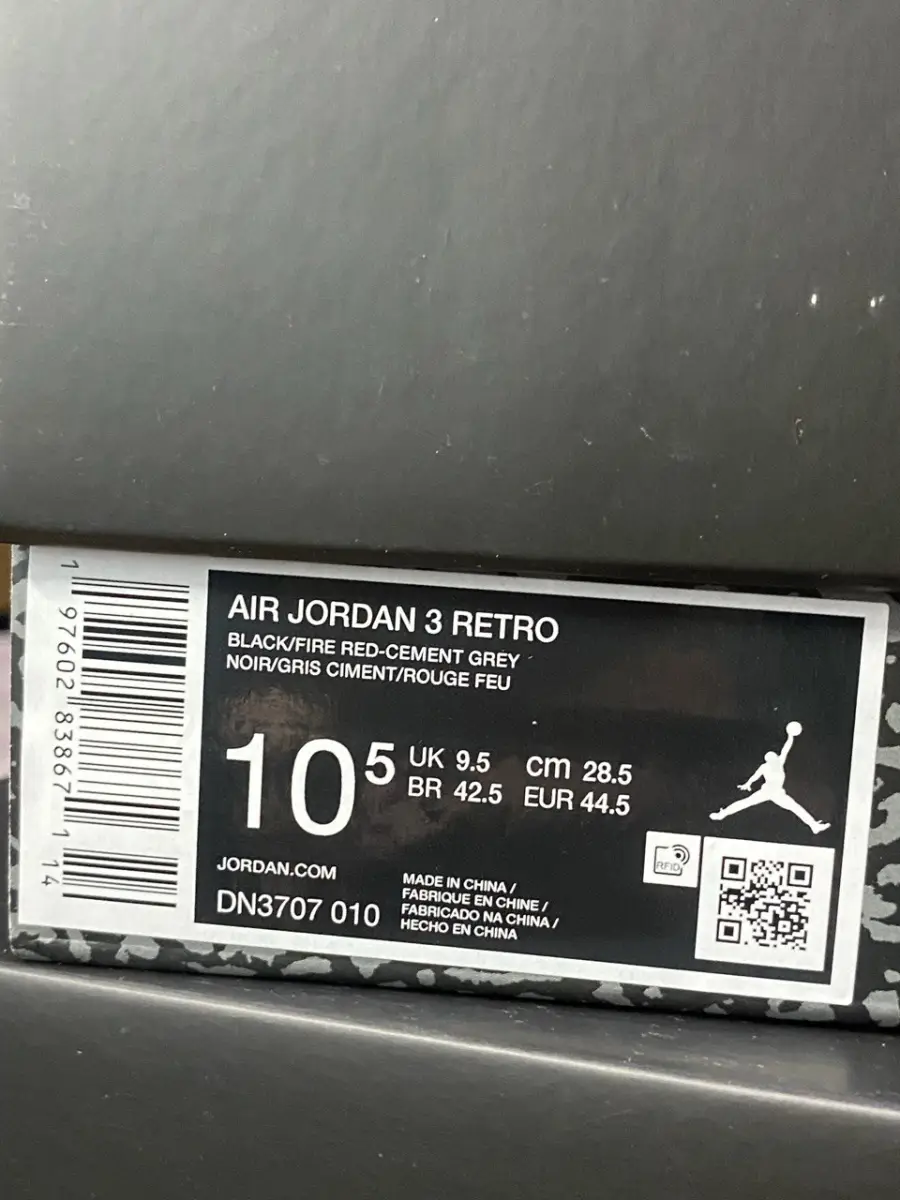 AIR JORDAN 3 RETRO
BLACK/FIRE RED-CEMENT GREY
NOIR/GRIS CIMENT/ROUGE FEU
10 5
UK 9.5 cm 28.5
BR 42.5 EUR 44.5
JORDAN.COM
DN3707 010
MADE IN CHINA /
FABRIQUE EN CHINE /
FABRICADO NA CHINA /
HECHO EN CHINA
RFID
1 97602 83867 1 14